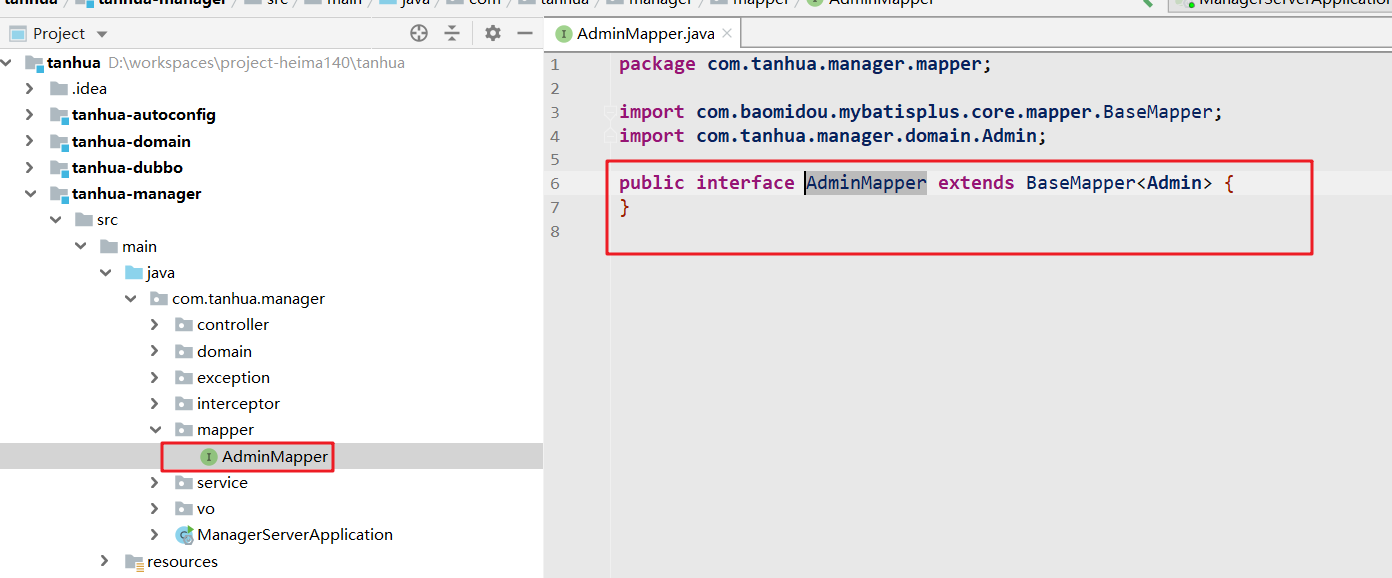 tanhua tanhua-manager src main java com tanhua manager mapper AdminMapper ManagerServerApplication
Project
AdminMapper.java
tanhua D:\workspaces\project-heima140\tanhua
.idea
tanhua-autoconfig
tanhua-domain
tanhua-dubbo
tanhua-manager
src
main
java
com.tanhua.manager
controller
domain
exception
interceptor
mapper
AdminMapper
service
vo
ManagerServerApplication
resources
1 package com.tanhua.manager.mapper;
2
3 import com.baomidou.mybatisplus.core.mapper.BaseMapper;
4 import com.tanhua.manager.domain.Admin;
5
6 public interface AdminMapper extends BaseMapper<Admin> {
7 }
8